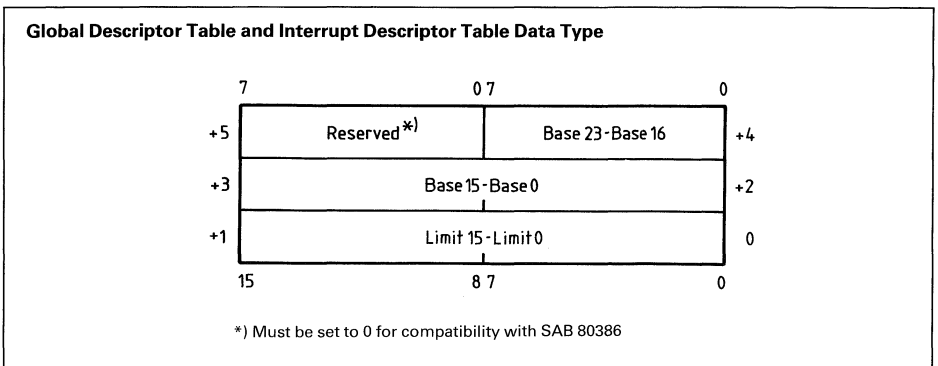 Global Descriptor Table and Interrupt Descriptor Table Data Type
7 0 7 0
+5 Reserved*) Base 23-Base 16 +4
+3 Base 15-Base 0 +2
+1 Limit 15-Limit 0 0
15 8 7 0
*) Must be set to 0 for compatibility with SAB 80386